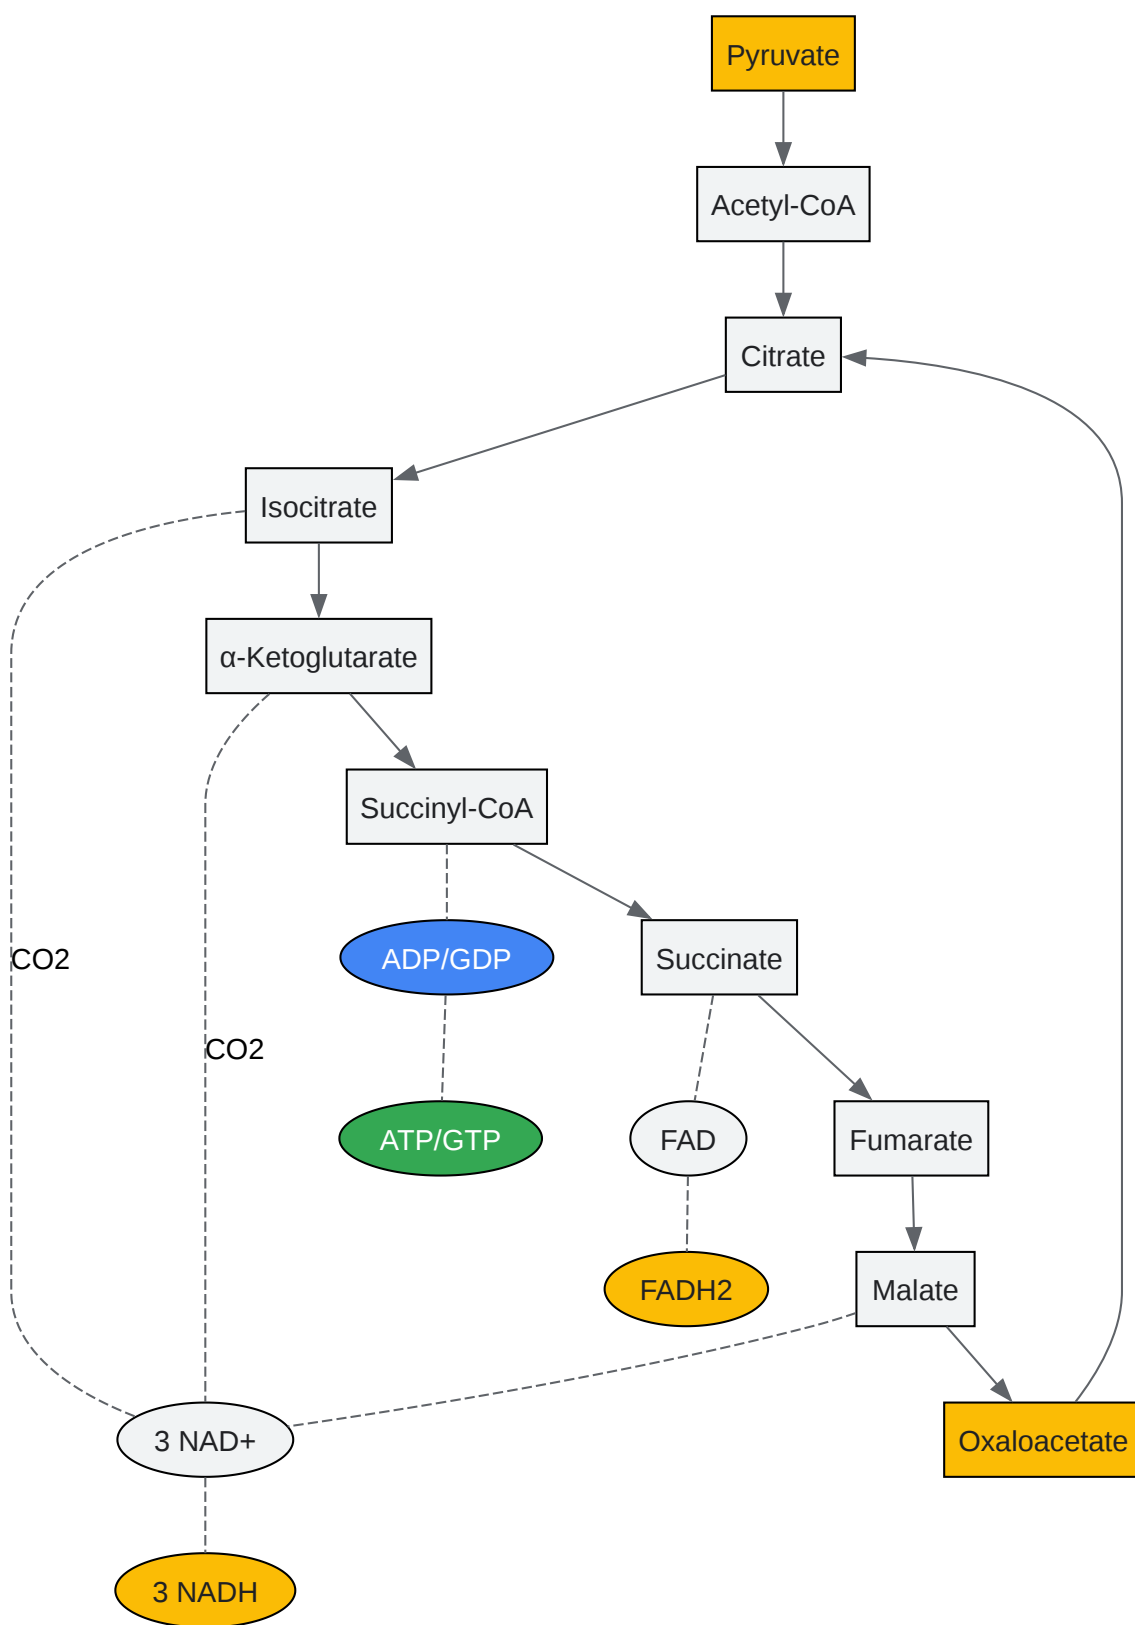 Pyruvate
Acetyl-CoA
Citrate
Isocitrate
α-Ketoglutarate
Succinyl-CoA
CO2
ADP/GDP
Succinate
CO2
ATP/GTP
FAD
Fumarate
FADH2
Malate
3 NAD+
Oxaloacetate
3 NADH